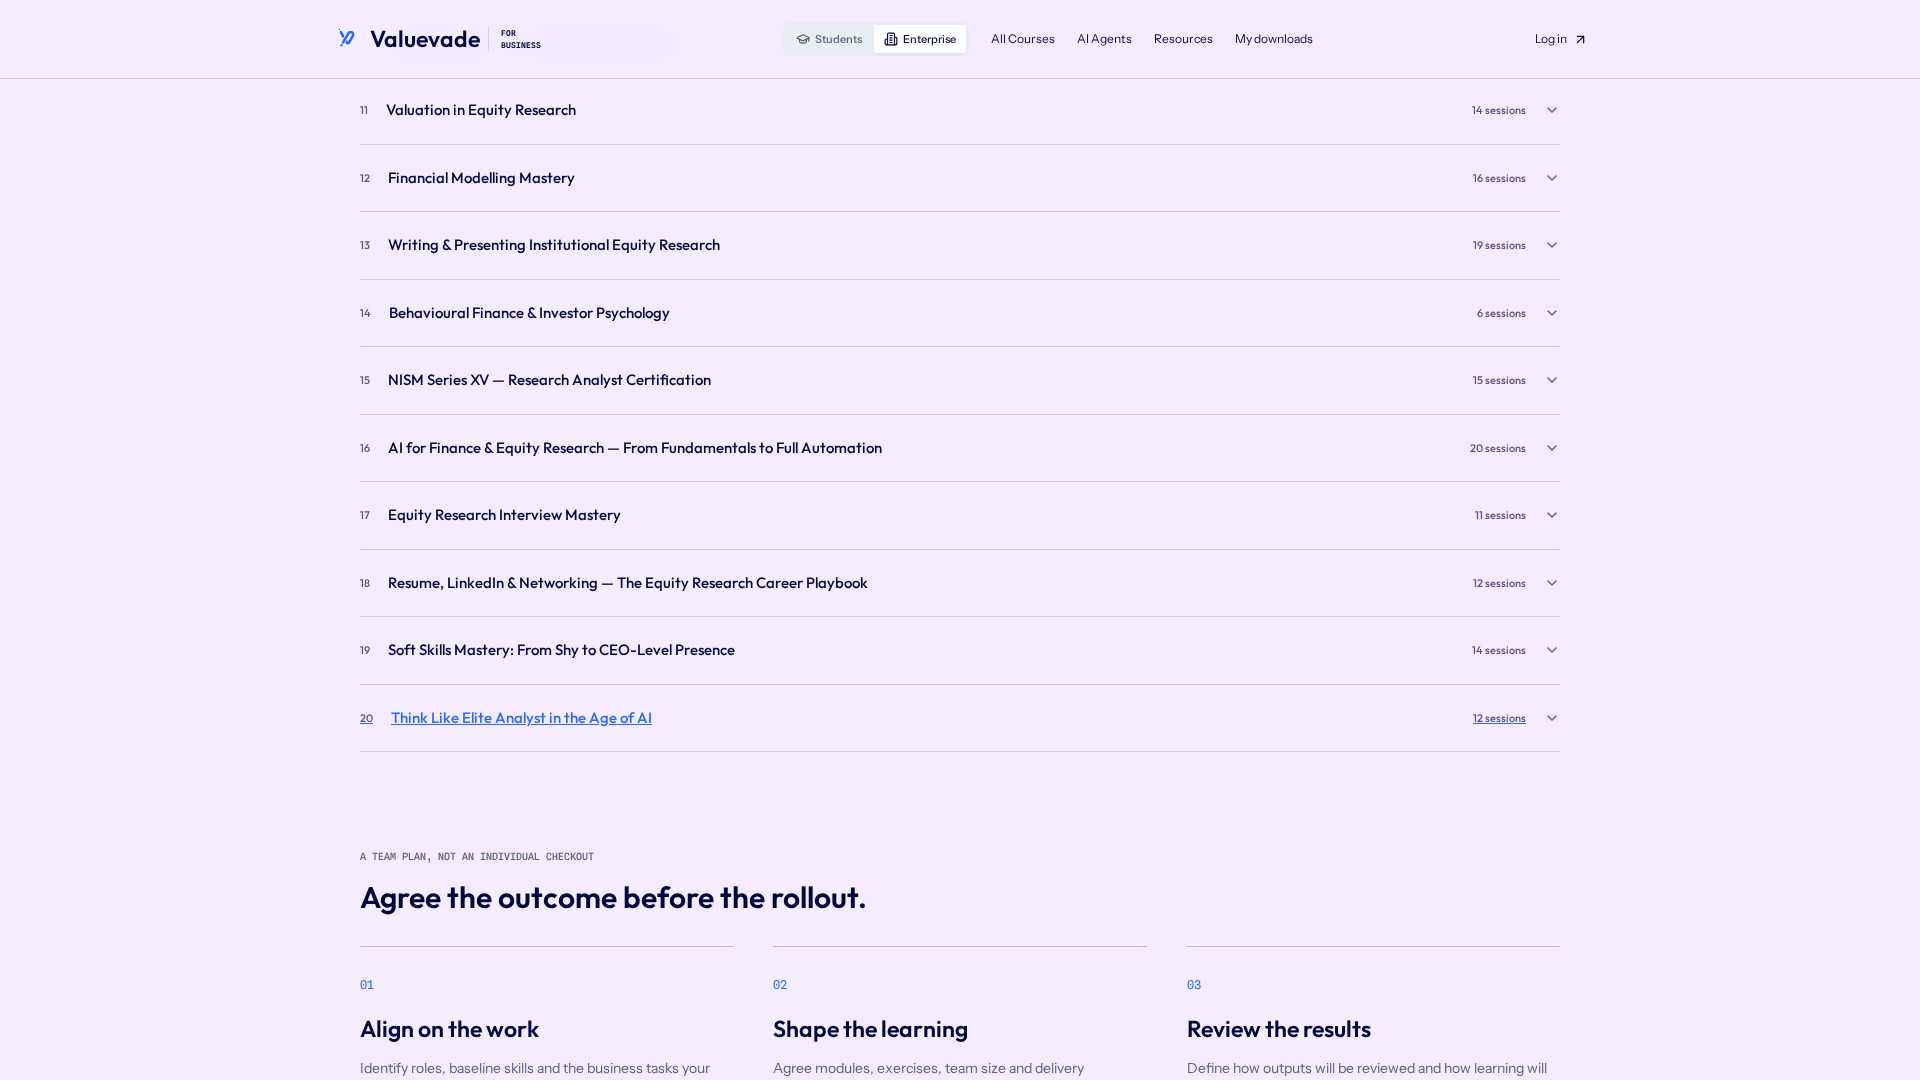 Valuevade
FOR
BUSINESS
Students
Enterprise
All Courses
AI Agents
Resources
My downloads
Log in
11 Valuation in Equity Research 14 sessions
12 Financial Modelling Mastery 16 sessions
13 Writing & Presenting Institutional Equity Research 19 sessions
14 Behavioural Finance & Investor Psychology 6 sessions
15 NISM Series XV — Research Analyst Certification 15 sessions
16 AI for Finance & Equity Research — From Fundamentals to Full Automation 20 sessions
17 Equity Research Interview Mastery 11 sessions
18 Resume, LinkedIn & Networking — The Equity Research Career Playbook 12 sessions
19 Soft Skills Mastery: From Shy to CEO-Level Presence 14 sessions
20 Think Like Elite Analyst in the Age of AI 12 sessions
A TEAM PLAN, NOT AN INDIVIDUAL CHECKOUT
Agree the outcome before the rollout.
01
Align on the work
Identify roles, baseline skills and the business tasks your
02
Shape the learning
Agree modules, exercises, team size and delivery
03
Review the results
Define how outputs will be reviewed and how learning will